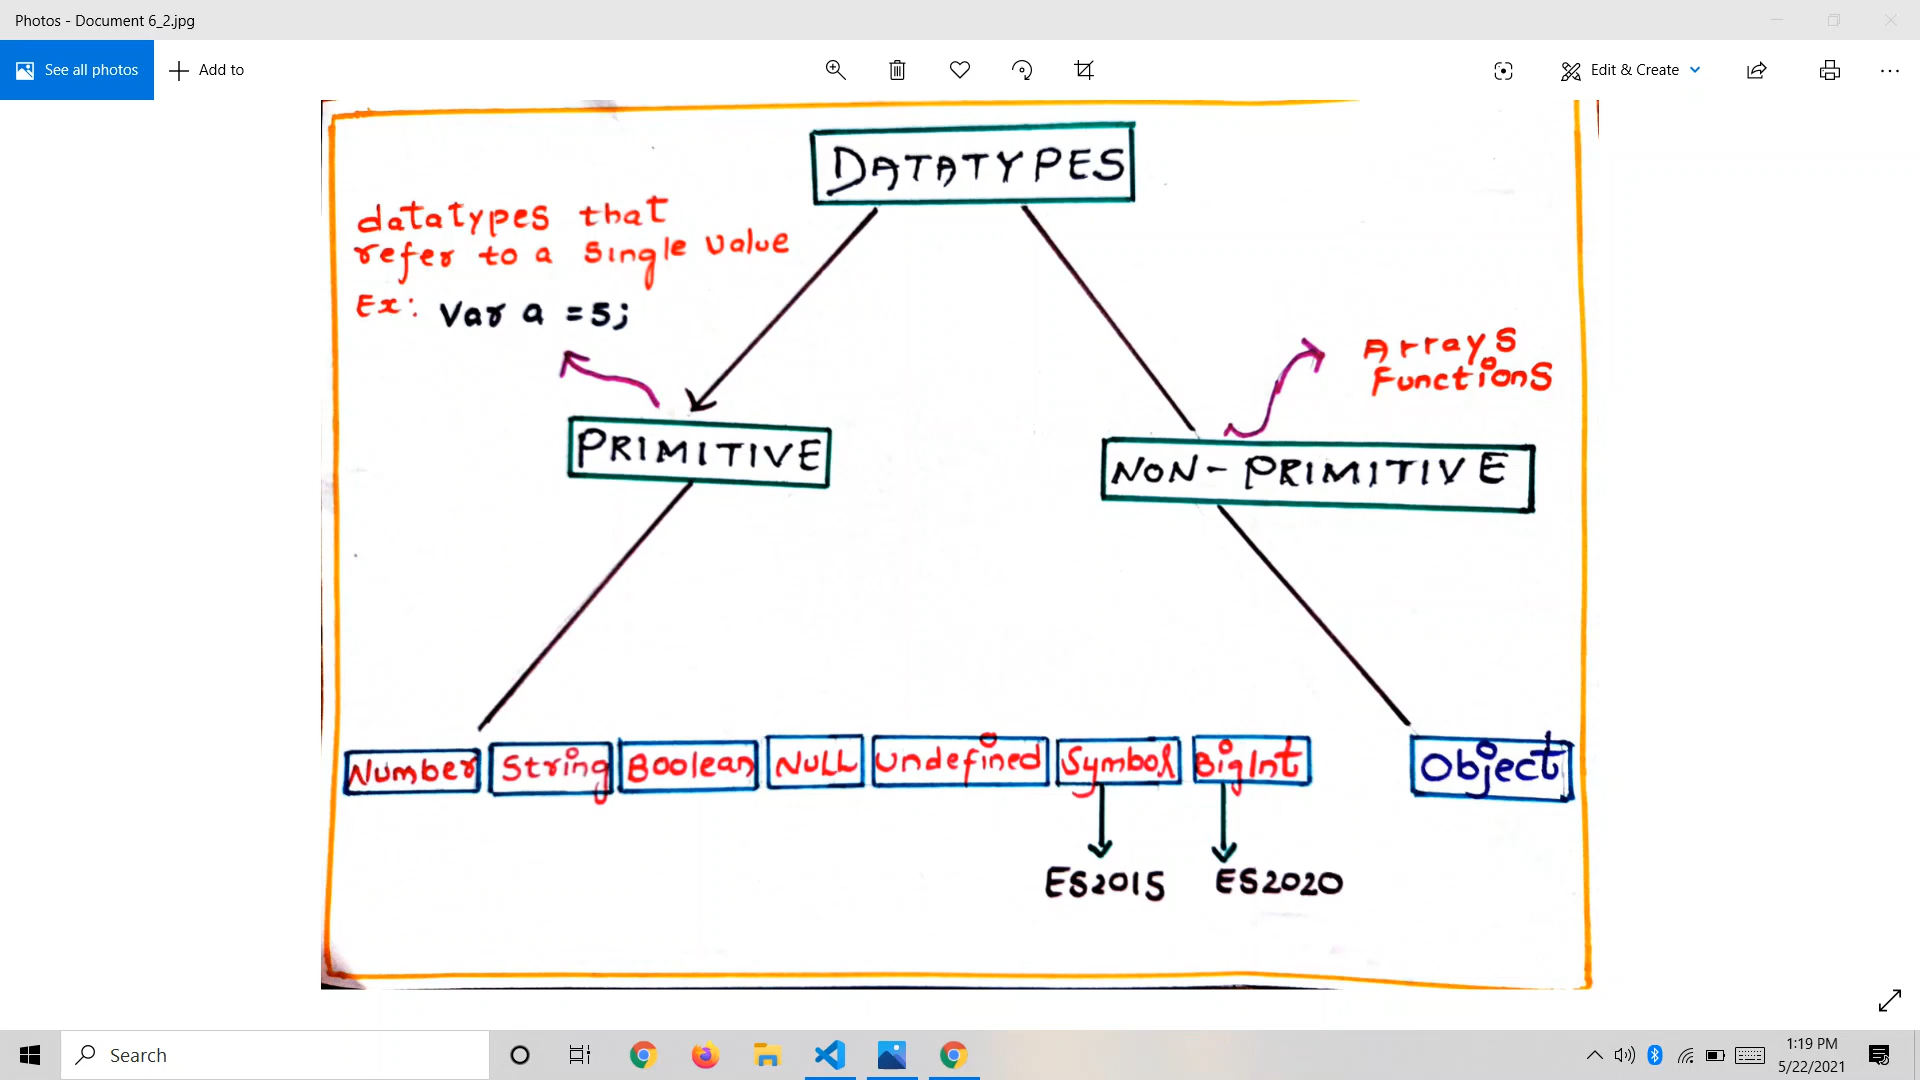 Photos - Document 6_2.jpg
See all photos
Add to
Edit & Create
DATATYPES
datatypes that
refer to a single value
Ex: Var a = 5;
Arrays
Functions
PRIMITIVE
NON-PRIMITIVE
Number String Boolean NULL Undefined Symbol BigInt Object
ES2015 ES2020
Search
1:19 PM
5/22/2021